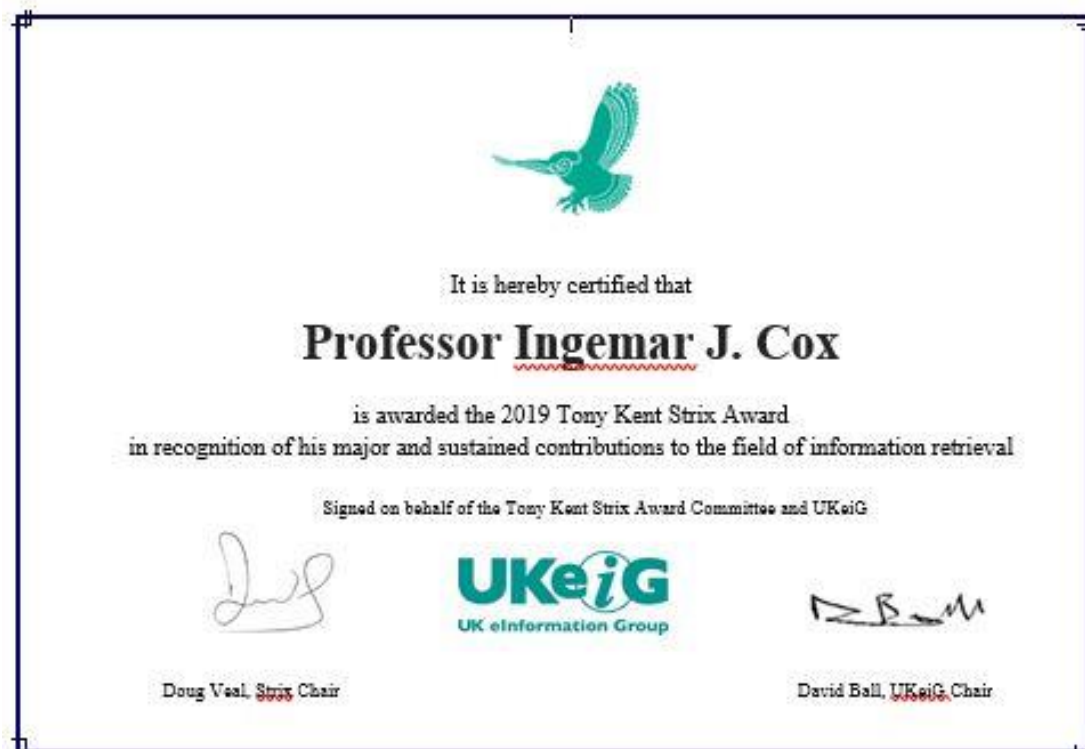 It is hereby certified that
Professor Ingemar J. Cox
is awarded the 2019 Tony Kent Strix Award
in recognition of his major and sustained contributions to the field of information retrieval
Signed on behalf of the Tony Kent Strix Award Committee and UKeiG
UKeiG
UK eInformation Group
Doug Veal, Strix Chair
David Ball, UKeiG Chair